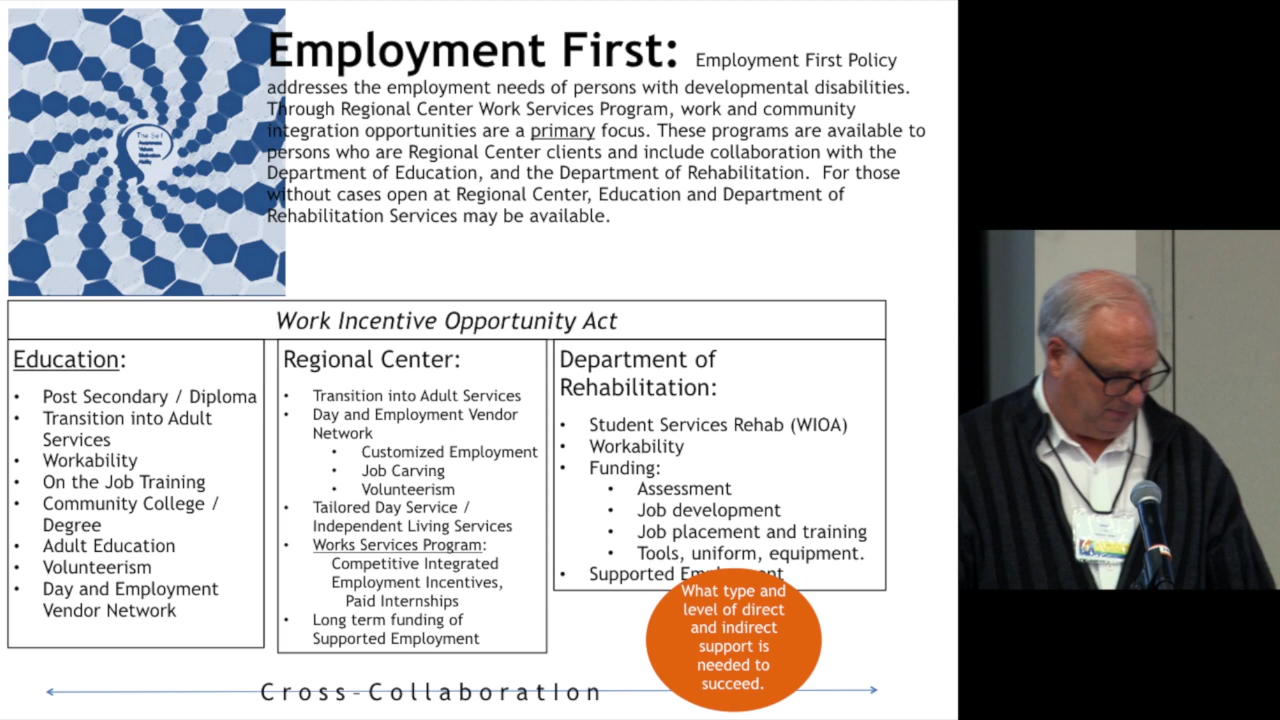 Employment First: Employment First Policy
addresses the employment needs of persons with developmental disabilities.
Through Regional Center Work Services Program, work and community
integration opportunities are a primary focus. These programs are available to
persons who are Regional Center clients and include collaboration with the
Department of Education, and the Department of Rehabilitation. For those
without cases open at Regional Center, Education and Department of
Rehabilitation Services may be available.
The Self
Awareness
Values
Motivation
Ability
Work Incentive Opportunity Act
Education:
• Post Secondary / Diploma
• Transition into Adult
Services
• Workability
• On the Job Training
• Community College /
Degree
• Adult Education
• Volunteerism
• Day and Employment
Vendor Network
Regional Center:
• Transition into Adult Services
• Day and Employment Vendor
Network
• Customized Employment
• Job Carving
• Volunteerism
• Tailored Day Service /
Independent Living Services
• Works Services Program:
Competitive Integrated
Employment Incentives,
Paid Internships
• Long term funding of
Supported Employment
Department of
Rehabilitation:
• Student Services Rehab (WIOA)
• Workability
• Funding:
• Assessment
• Job development
• Job placement and training
• Tools, uniform, equipment.
• Supported Employment
What type and
level of direct
and indirect
support is
needed to
succeed.
Cross-Collaboration